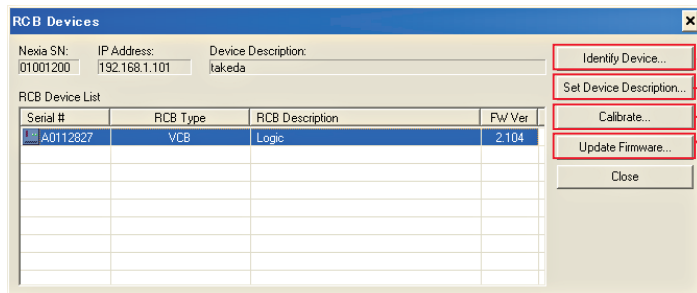 RCB Devices
Nexia SN: IP Address: Device Description:
01001200 192.168.1.101 takeda
Identify Device...
Set Device Description...
RCB Device List
Serial # RCB Type RCB Description FW Ver
Calibrate...
A0112827 VCB Logic 2.104
Update Firmware...
Close